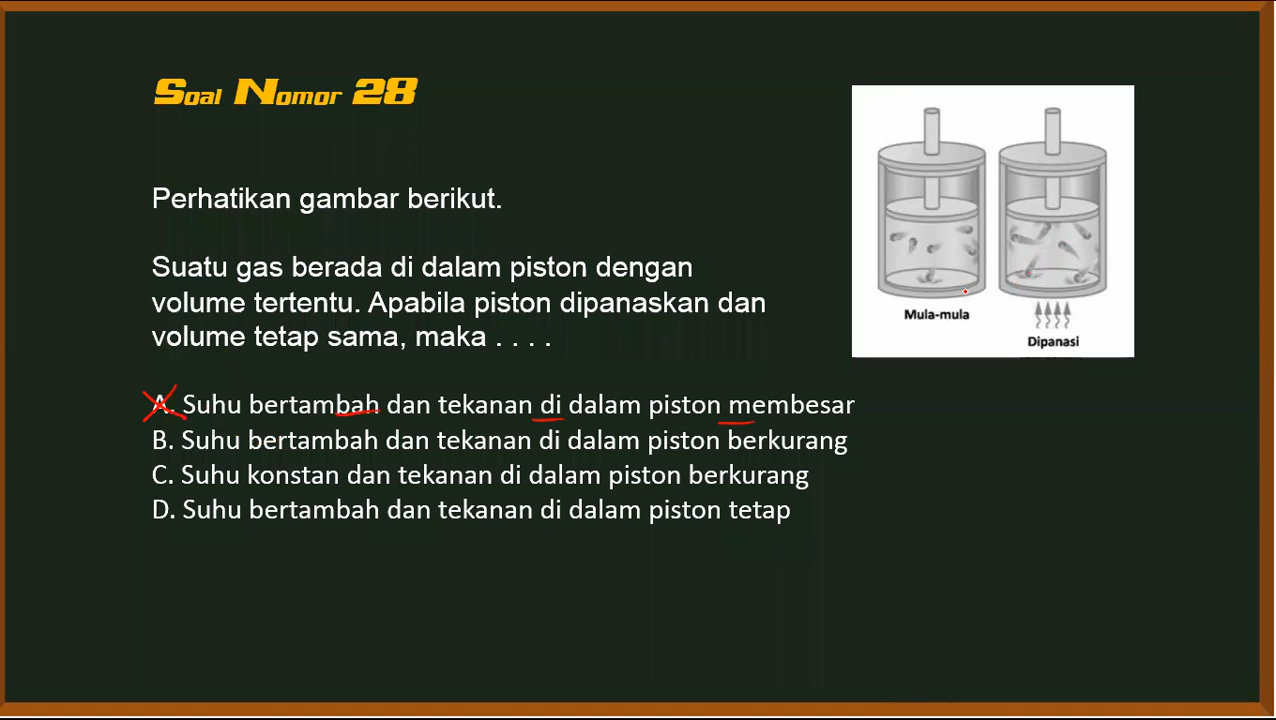 Soal Nomor 28
Perhatikan gambar berikut.
Suatu gas berada di dalam piston dengan
volume tertentu. Apabila piston dipanaskan dan
volume tetap sama, maka . . . .
A. Suhu bertambah dan tekanan di dalam piston membesar
B. Suhu bertambah dan tekanan di dalam piston berkurang
C. Suhu konstan dan tekanan di dalam piston berkurang
D. Suhu bertambah dan tekanan di dalam piston tetap
Mula-mula
Dipanasi